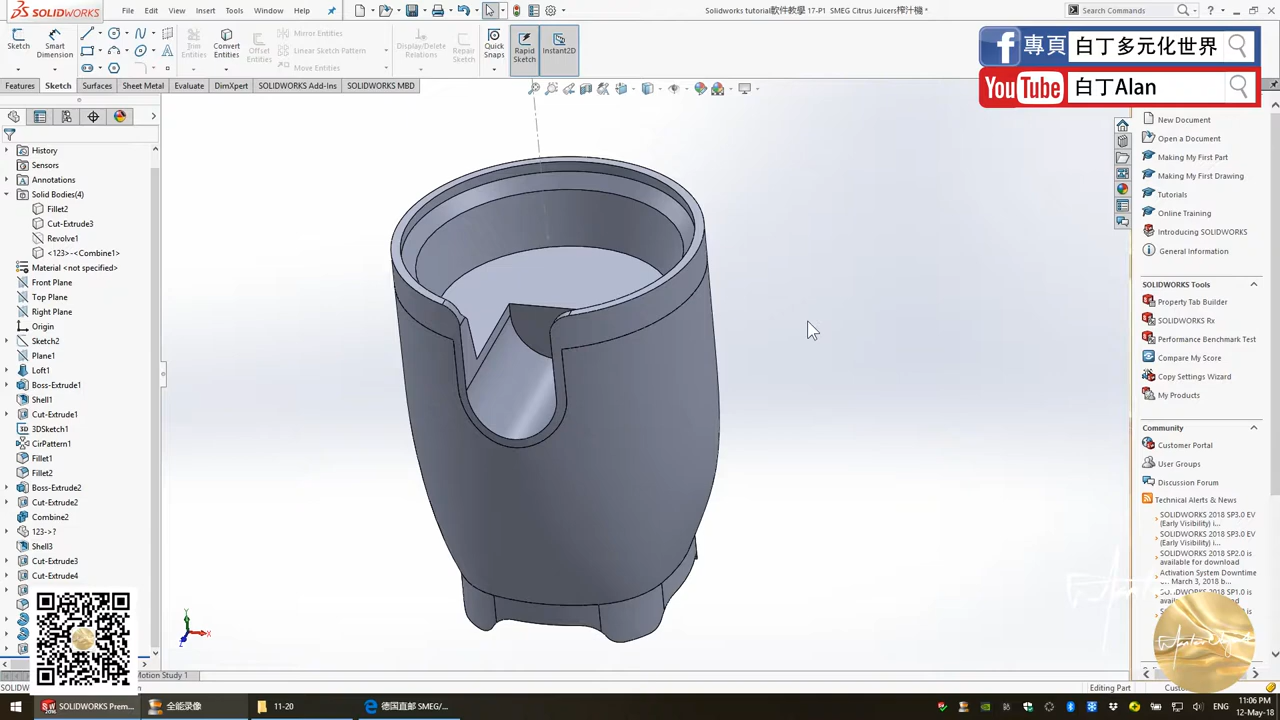 SOLIDWORKS
File
Edit
View
Insert
Tools
Window
Help
Solidworks tutorial軟件教學 17-P1 SMEG Citrus Juicers榨汁機 *
Search Commands
Sketch
Smart Dimension
Trim Entities
Convert Entities
Offset Entities
Mirror Entities
Linear Sketch Pattern
Move Entities
Display/Delete Relations
Repair Sketch
Quick Snaps
Rapid Sketch
Instant2D
專頁
白丁多元化世界
YouTube
白丁Alan
Features
Sketch
Surfaces
Sheet Metal
Evaluate
DimXpert
SOLIDWORKS Add-Ins
SOLIDWORKS MBD
History
Sensors
Annotations
Solid Bodies(4)
Fillet2
Cut-Extrude3
Revolve1
<123>-<Combine1>
Material <not specified>
Front Plane
Top Plane
Right Plane
Origin
Sketch2
Plane1
Loft1
Boss-Extrude1
Shell1
Cut-Extrude1
3DSketch1
CirPattern1
Fillet1
Fillet2
Boss-Extrude2
Cut-Extrude2
Combine2
123->?
Shell3
Cut-Extrude3
Cut-Extrude4
New Document
Open a Document
Making My First Part
Making My First Drawing
Tutorials
Online Training
Introducing SOLIDWORKS
General Information
SOLIDWORKS Tools
Property Tab Builder
SOLIDWORKS Rx
Performance Benchmark Test
Compare My Score
Copy Settings Wizard
My Products
Community
Customer Portal
User Groups
Discussion Forum
Technical Alerts & News
SOLIDWORKS 2018 SP3.0 EV
(Early Visibility) i...
SOLIDWORKS 2018 SP3.0 EV
(Early Visibility) i...
SOLIDWORKS 2018 SP2.0 is
available for download
Activation System Downtime
March 3, 2018 b...
2018 SP1.0 is
available for download
Motion Study 1
Editing Part
SOLIDWORKS Prem...
全能录像
11-20
德国直邮 SMEG/...
ENG
11:06 PM
12-May-18